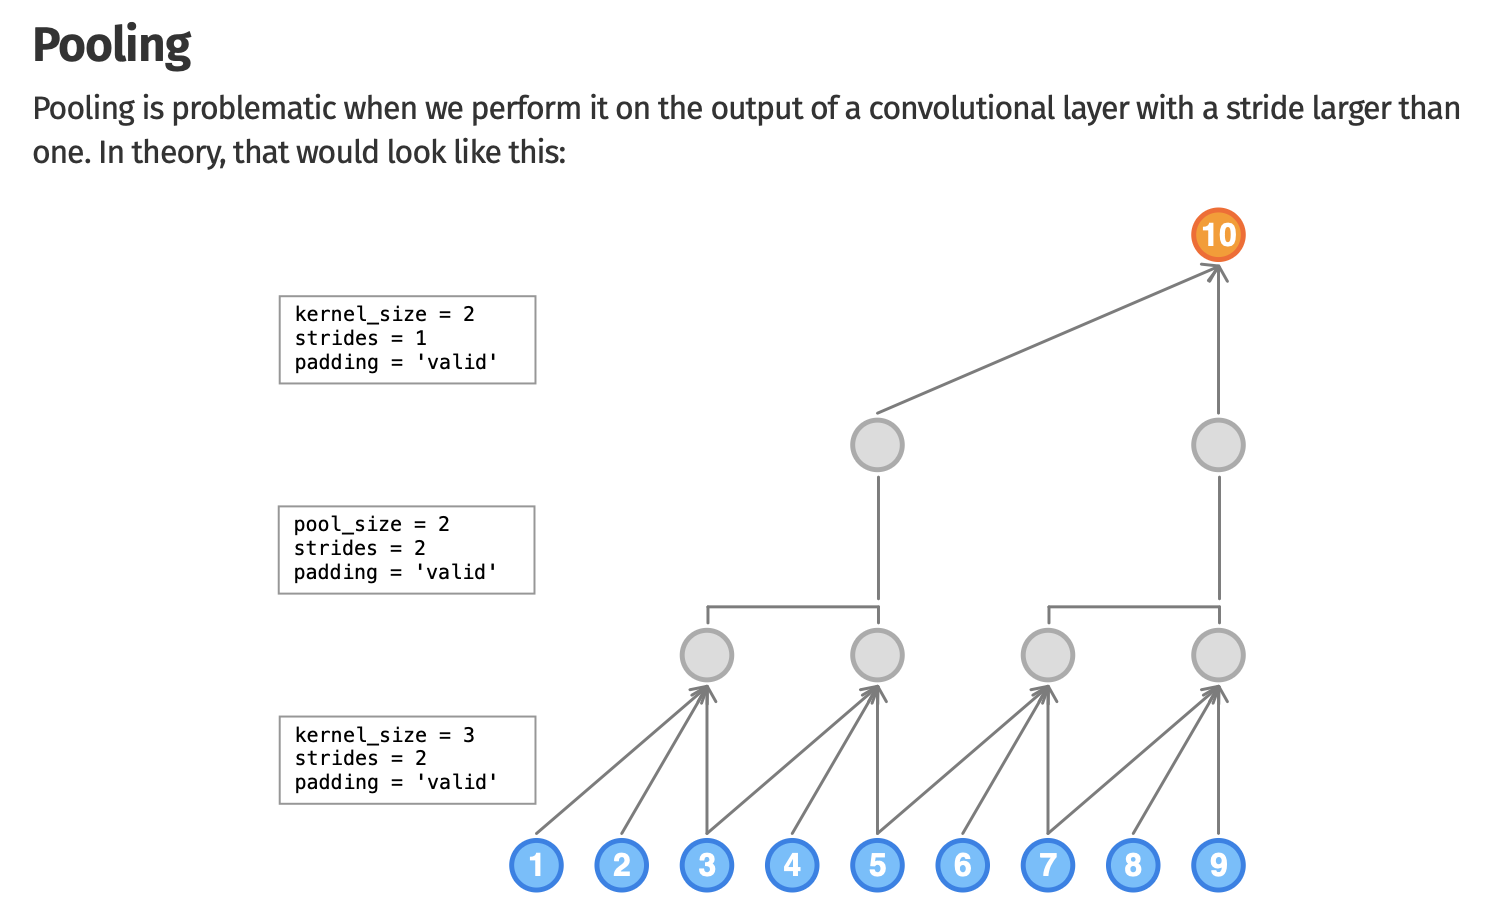 Pooling
Pooling is problematic when we perform it on the output of a convolutional layer with a stride larger than
one. In theory, that would look like this:
10
kernel_size = 2
strides = 1
padding = 'valid'
pool_size = 2
strides = 2
padding = 'valid'
kernel_size = 3
strides = 2
padding = 'valid'
1 2 3 4 5 6 7 8 9